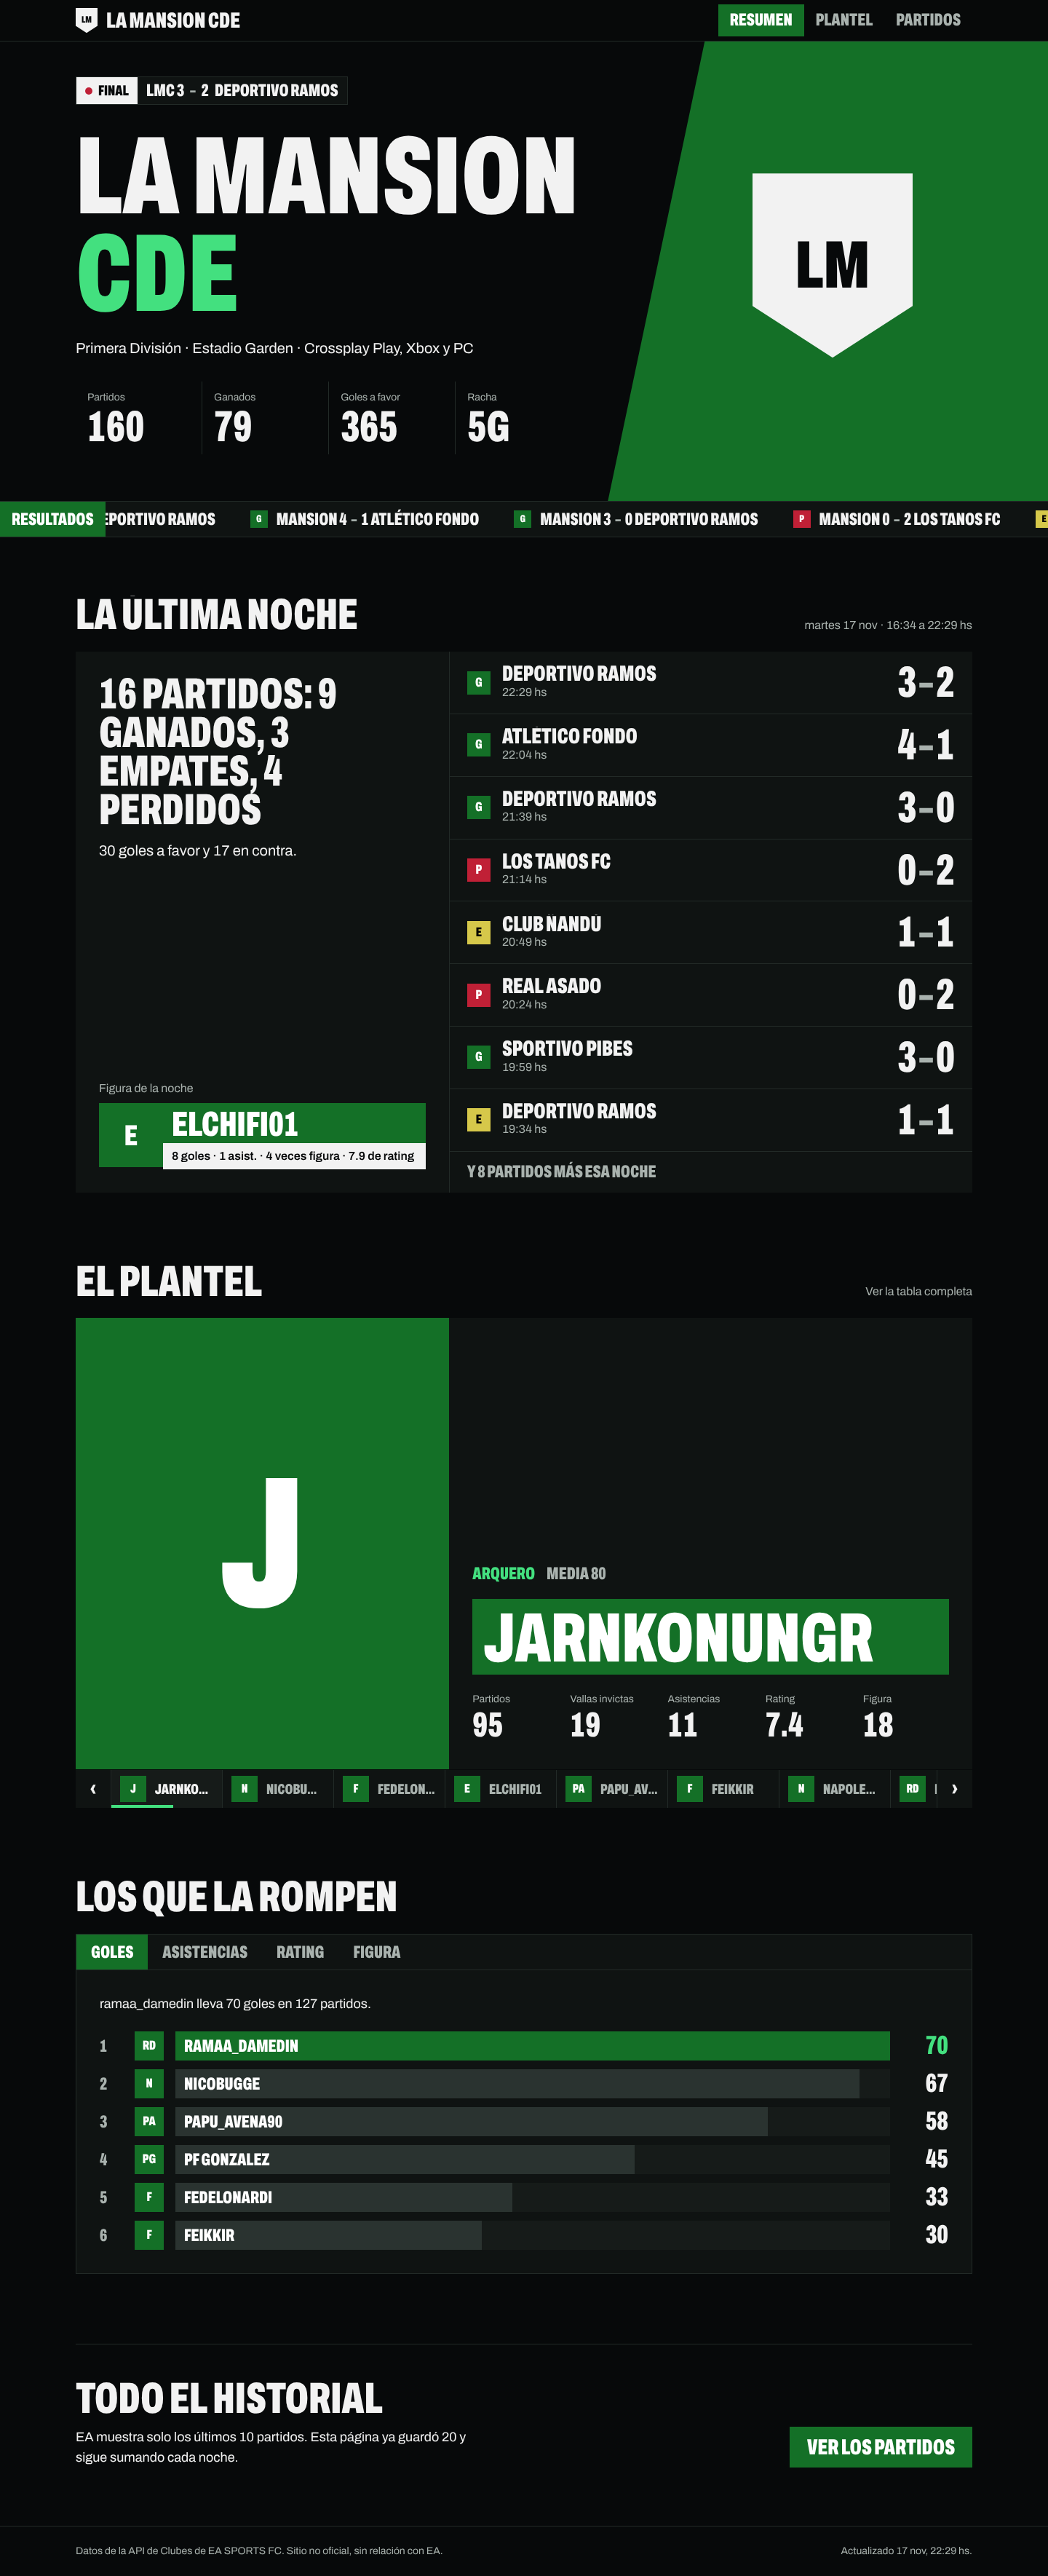 LM LA MANSION CDE
RESUMEN PLANTEL PARTIDOS
FINAL LMC 3 - 2 DEPORTIVO RAMOS
LA MANSION
CDE
LM
Primera División · Estadio Garden · Crossplay Play, Xbox y PC
Partidos Ganados Goles a favor Racha
160 79 365 5G
RESULTADOS EPORTIVO RAMOS G MANSION 4 - 1 ATLÉTICO FONDO G MANSION 3 - 0 DEPORTIVO RAMOS P MANSION 0 - 2 LOS TANOS FC E
LA ÚLTIMA NOCHE
martes 17 nov · 16:34 a 22:29 hs
16 PARTIDOS: 9
GANADOS, 3
EMPATES, 4
PERDIDOS
30 goles a favor y 17 en contra.
Figura de la noche
E ELCHIFI01
8 goles · 1 asist. · 4 veces figura · 7.9 de rating
G DEPORTIVO RAMOS 3-2
22:29 hs
G ATLÉTICO FONDO 4-1
22:04 hs
G DEPORTIVO RAMOS 3-0
21:39 hs
P LOS TANOS FC 0-2
21:14 hs
E CLUB ÑANDÚ 1-1
20:49 hs
P REAL ASADO 0-2
20:24 hs
G SPORTIVO PIBES 3-0
19:59 hs
E DEPORTIVO RAMOS 1-1
19:34 hs
Y 8 PARTIDOS MÁS ESA NOCHE
EL PLANTEL
Ver la tabla completa
J
ARQUERO MEDIA 80
JARNKONUNGR
Partidos Vallas invictas Asistencias Rating Figura
95 19 11 7.4 18
‹ J JARNKO... N NICOBU... F FEDELON... E ELCHIFI01 PA PAPU_AV... F FEIKKIR N NAPOLE... RD ›
LOS QUE LA ROMPEN
GOLES ASISTENCIAS RATING FIGURA
ramaa_damedin lleva 70 goles en 127 partidos.
1 RD RAMAA_DAMEDIN 70
2 N NICOBUGGE 67
3 PA PAPU_AVENA90 58
4 PG PF GONZALEZ 45
5 F FEDELONARDI 33
6 F FEIKKIR 30
TODO EL HISTORIAL
EA muestra solo los últimos 10 partidos. Esta página ya guardó 20 y
sigue sumando cada noche.
VER LOS PARTIDOS
Datos de la API de Clubes de EA SPORTS FC. Sitio no oficial, sin relación con EA.
Actualizado 17 nov, 22:29 hs.